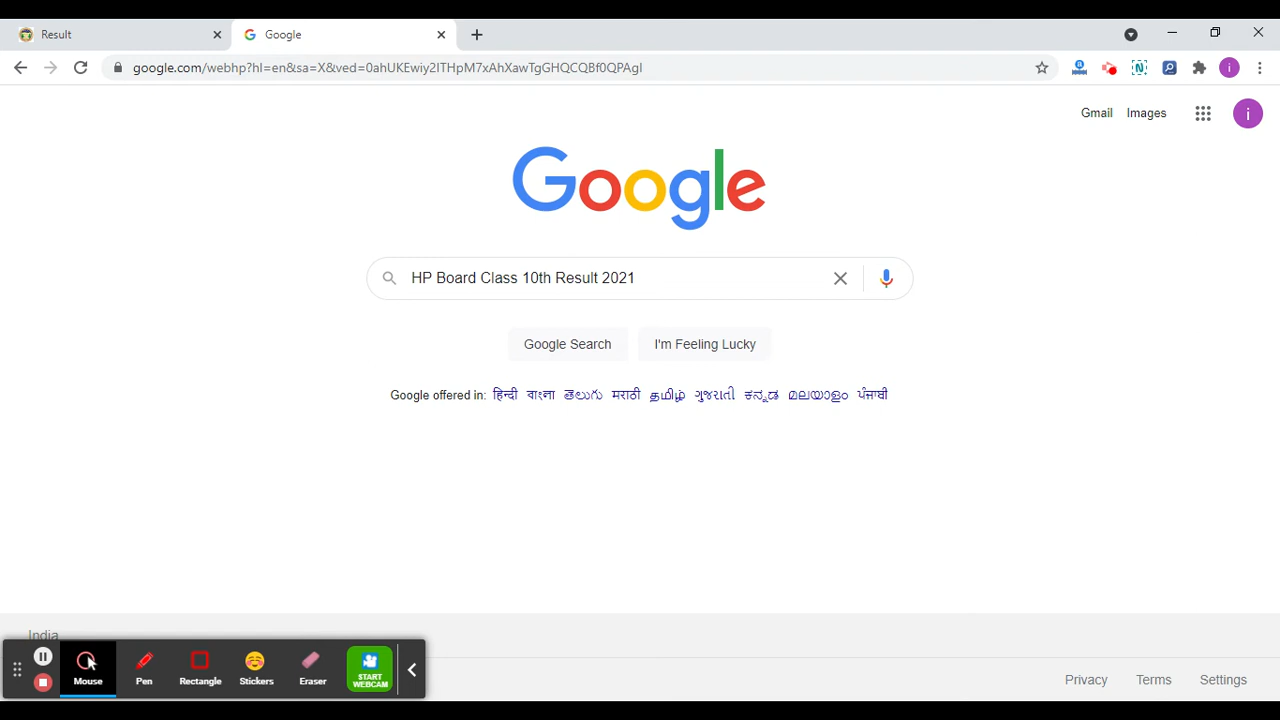 Result
Google
google.com/webhp?hl=en&sa=X&ved=0ahUKEwiy2ITHpM7xAhXawTgGHQCQBf0QPAgI
i
Gmail Images
i
Google
HP Board Class 10th Result 2021
Google Search I'm Feeling Lucky
Google offered in: हिन्दी বাংলা తెలుగు मराठी தமிழ் ગુજરાતી ಕನ್ನಡ മലയാളം ਪੰਜਾਬੀ
India
Mouse Pen Rectangle Stickers Eraser START WEBCAM
Privacy Terms Settings